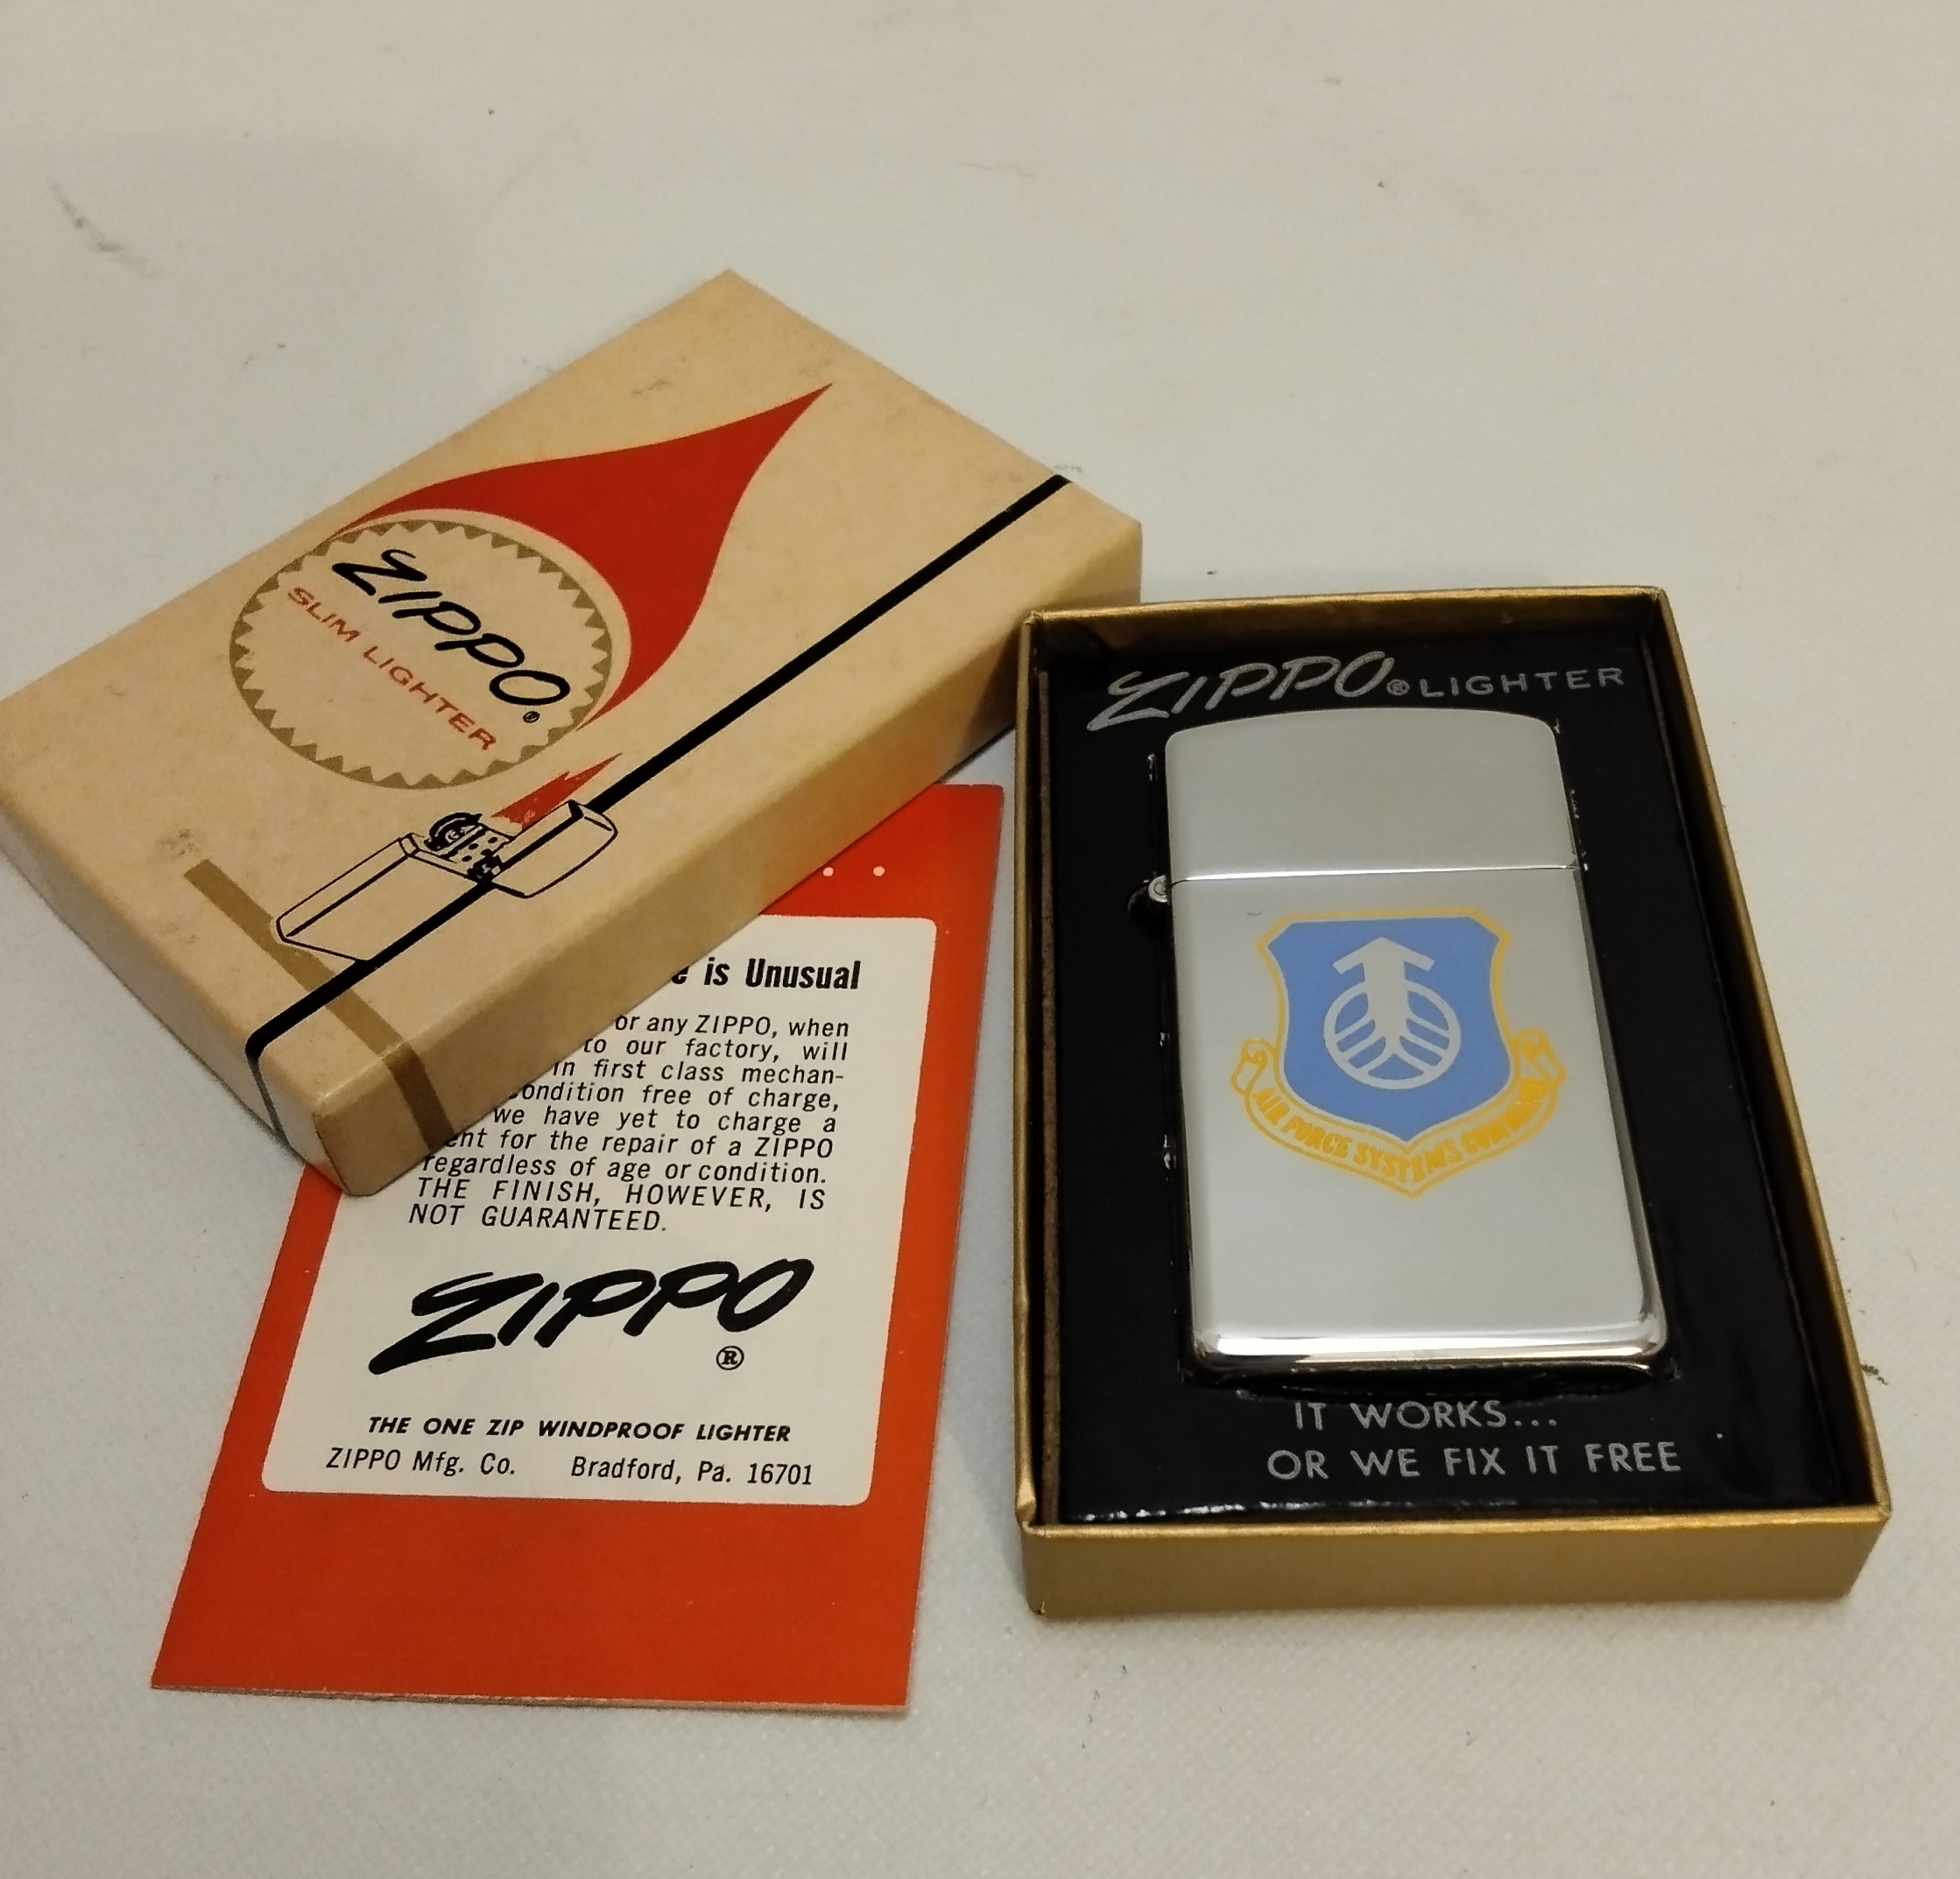 ZIPPO®
SLIM LIGHTER
ZIPPO® LIGHTER
AIR FORCE SYSTEMS COMMAND
IT WORKS...
OR WE FIX IT FREE
is Unusual
or any ZIPPO, when
to our factory, will
in first class mechan-
condition free of charge,
we have yet to charge a
for the repair of a ZIPPO
regardless of age or condition.
THE FINISH, HOWEVER, IS
NOT GUARANTEED.
ZIPPO
®
THE ONE ZIP WINDPROOF LIGHTER
ZIPPO Mfg. Co. Bradford, Pa. 16701